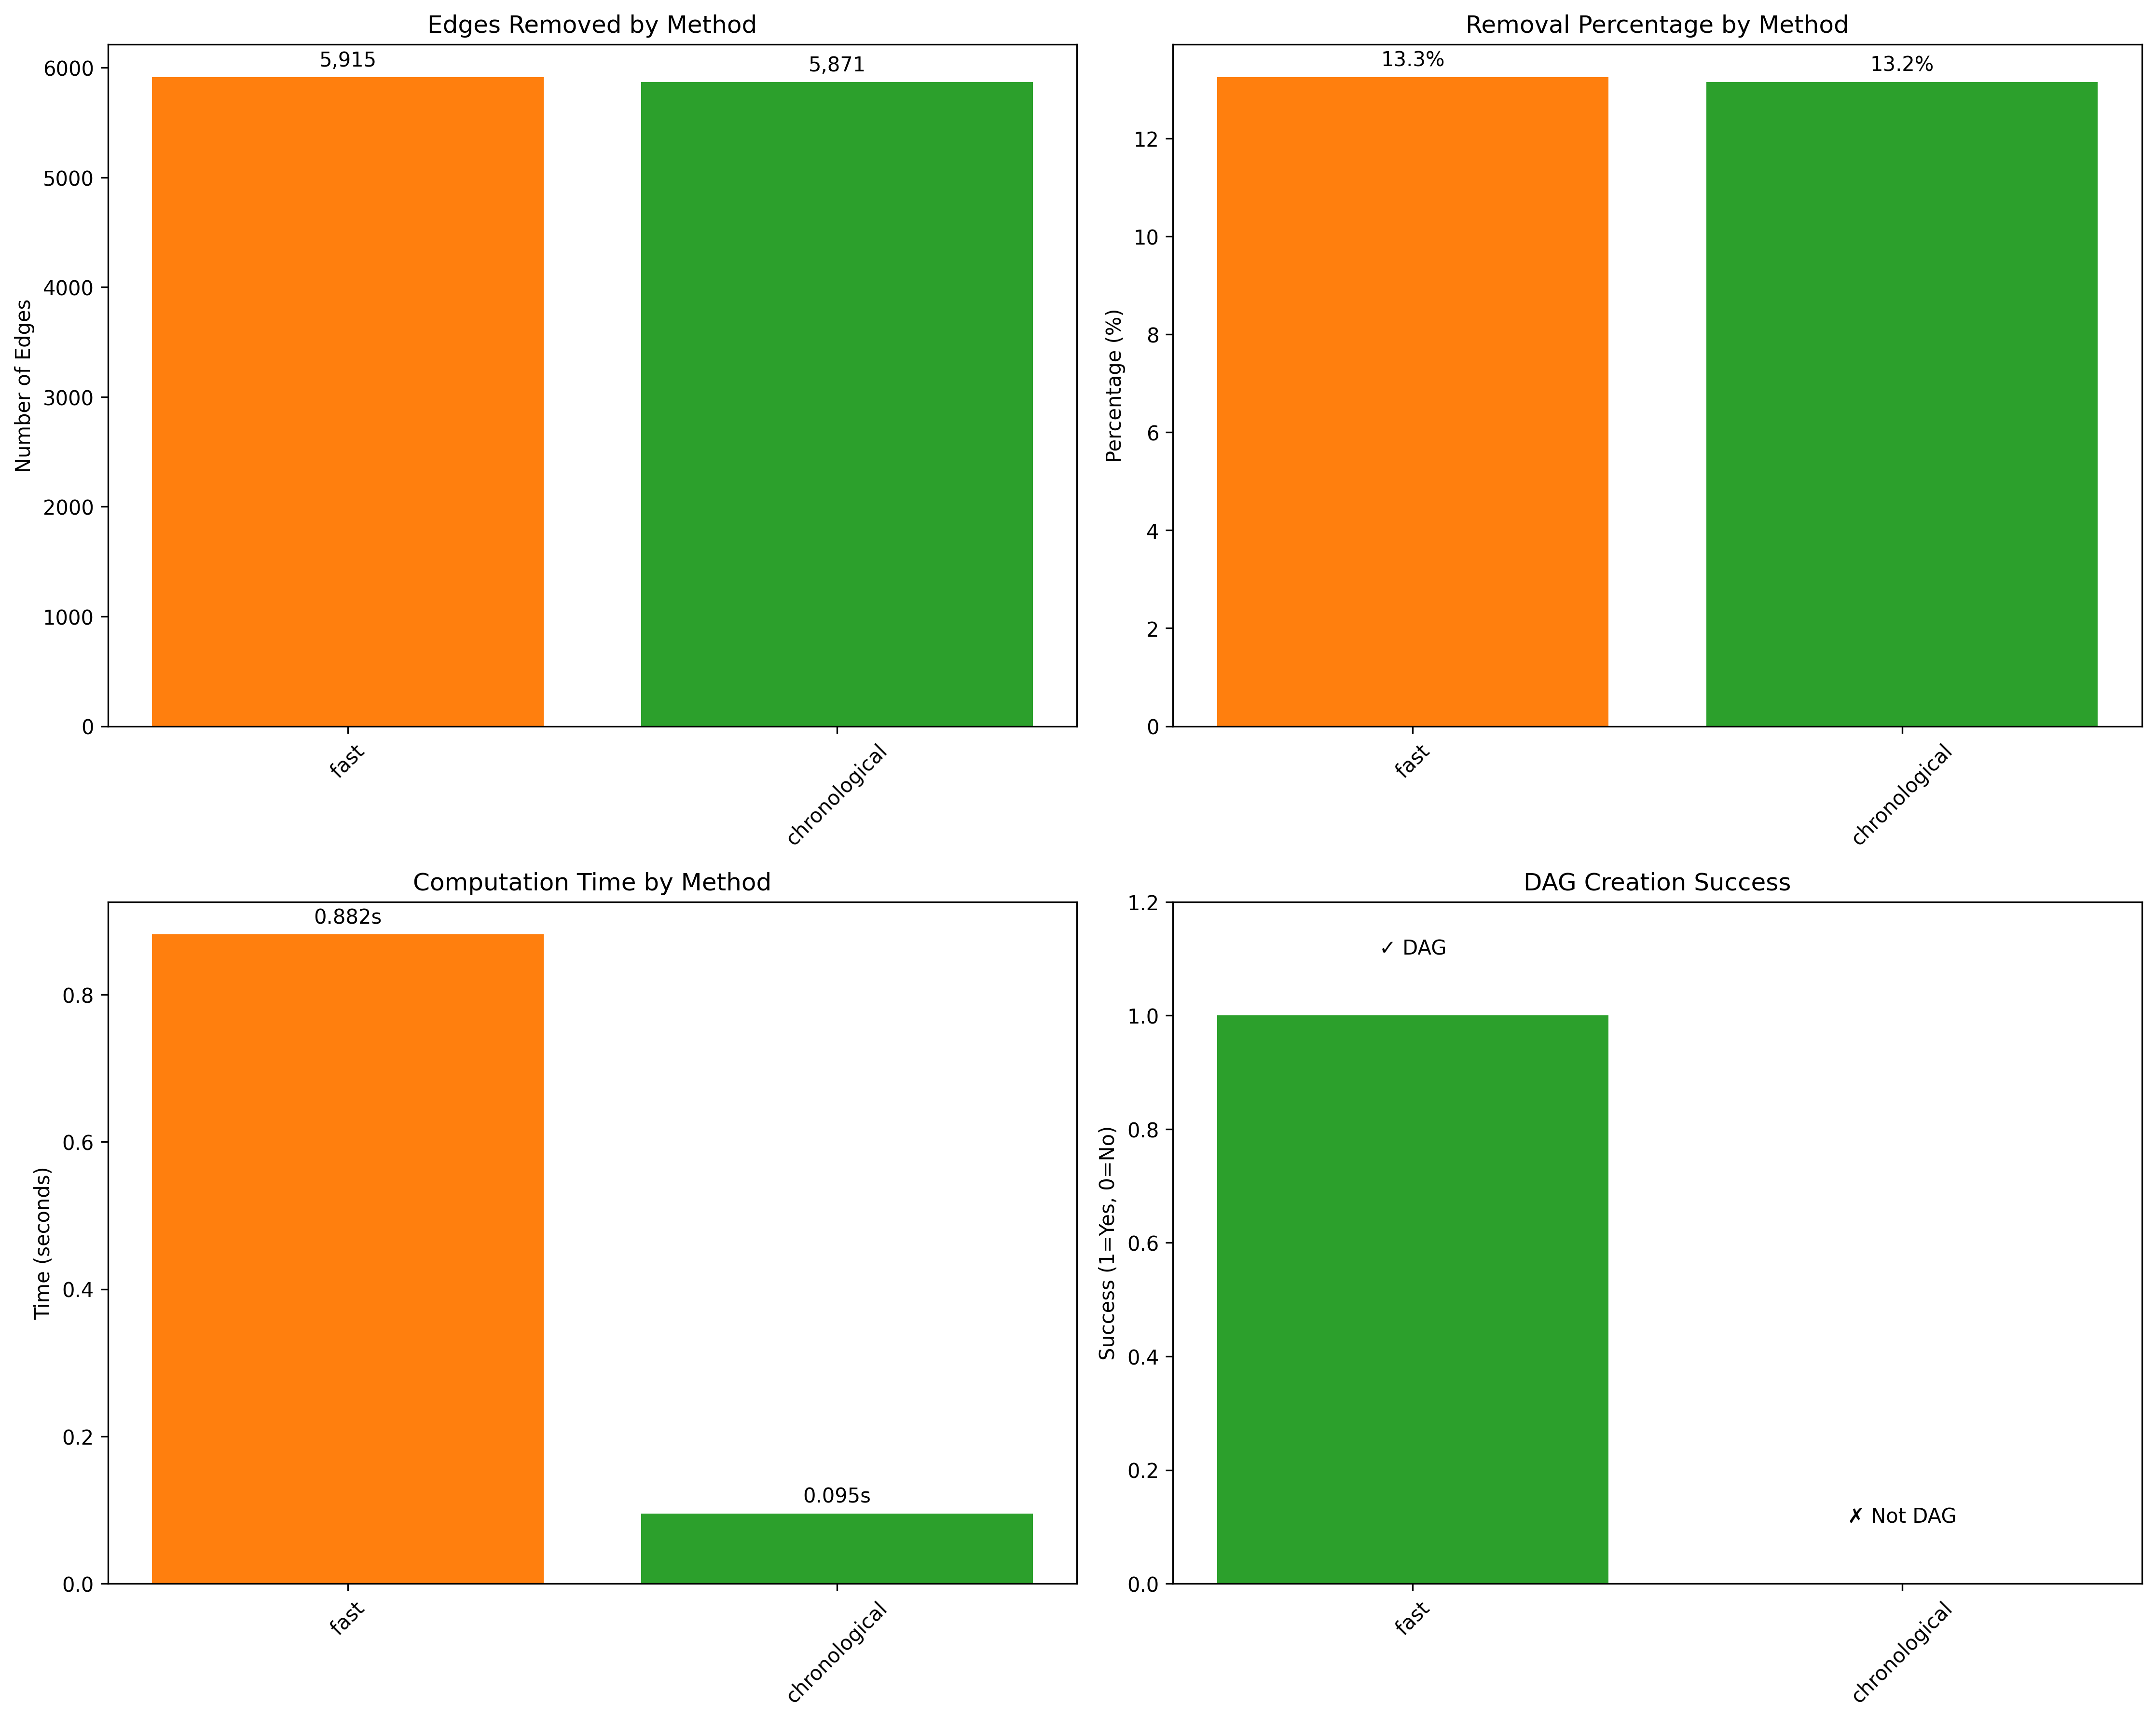 Edges Removed by Method
Number of Edges
6000
5000
4000
3000
2000
1000
0
5,915
5,871
fast
chronological
Removal Percentage by Method
Percentage (%)
12
10
8
6
4
2
0
13.3%
13.2%
fast
chronological
Computation Time by Method
Time (seconds)
0.8
0.6
0.4
0.2
0.0
0.882s
0.095s
fast
chronological
DAG Creation Success
Success (1=Yes, 0=No)
1.2
1.0
0.8
0.6
0.4
0.2
0.0
✓ DAG
✗ Not DAG
fast
chronological